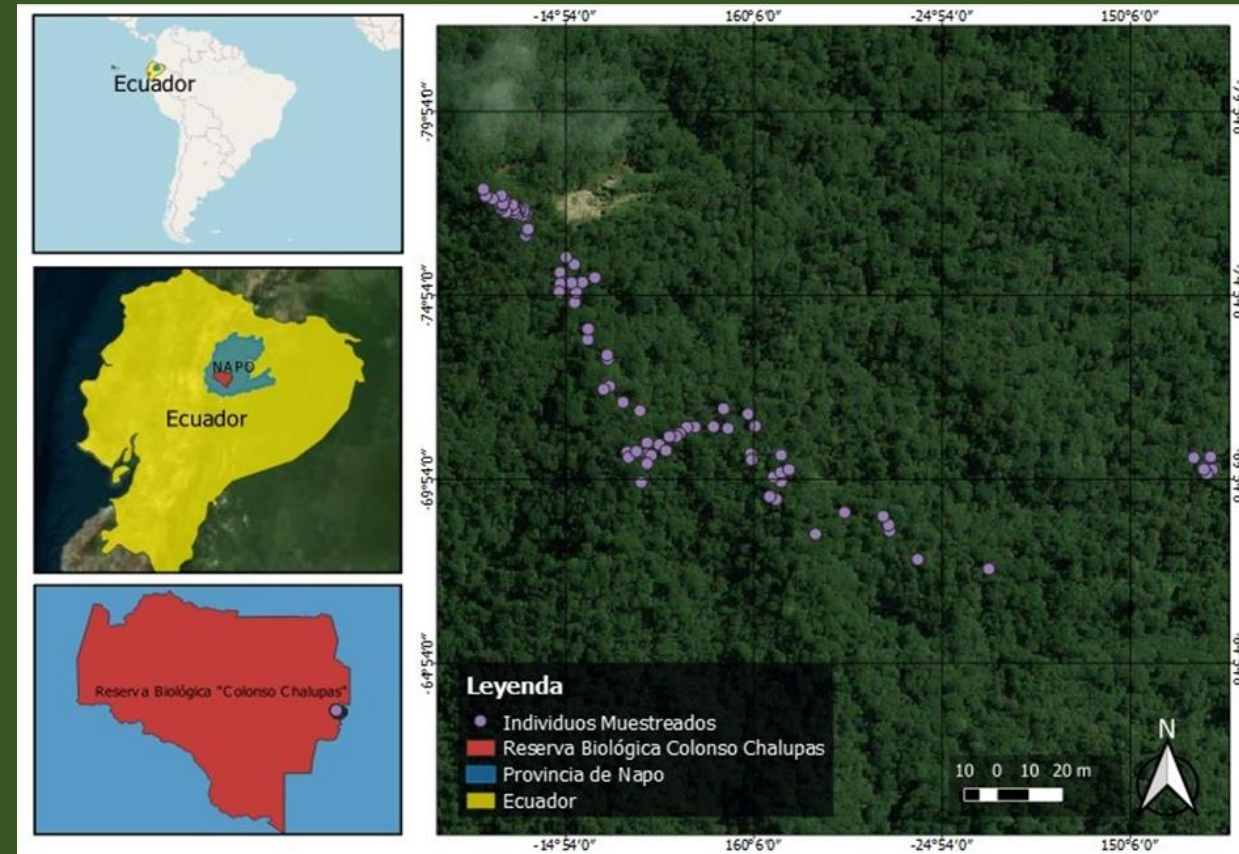 Ecuador
NAPO
Ecuador
Reserva Biológica "Colonso Chalupas"
-14°54'0" 160°6'0" -24°54'0" 150°6'0"
-79°54'0"
-74°54'0"
-69°54'0"
-64°54'0"
Leyenda
Individuos Muestreados
Reserva Biológica Colonso Chalupas
Provincia de Napo
Ecuador
10 0 10 20 m
N
-14°54'0" 160°6'0" -24°54'0" 150°6'0"